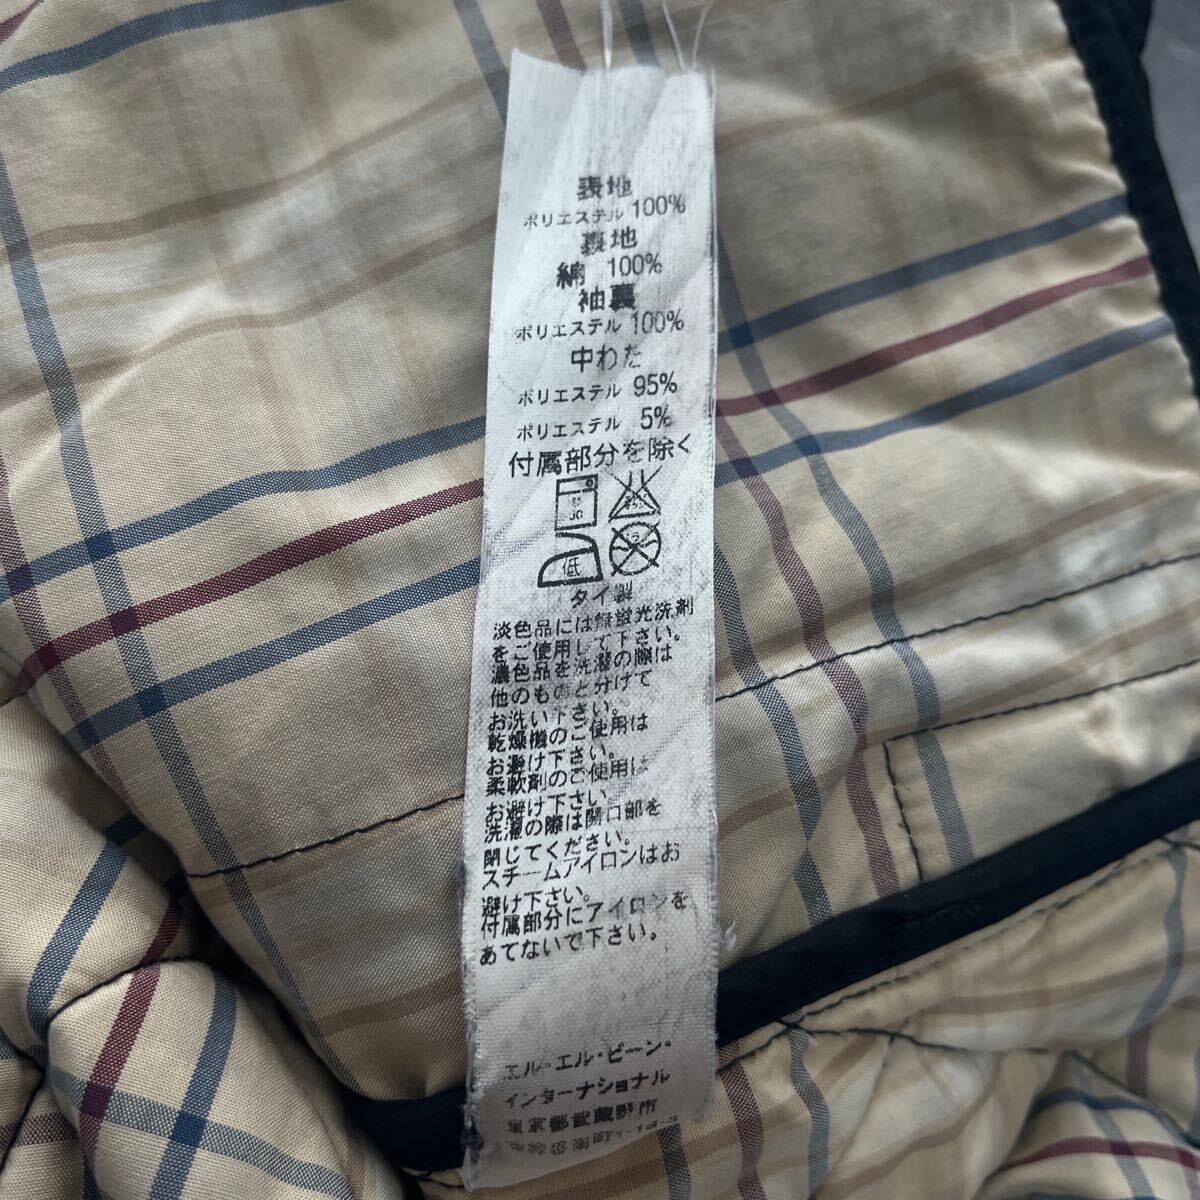 表地
ポリエステル 100%
裏地
綿 100%
袖裏
ポリエステル 100%
中わた
ポリエステル 95%
ポリエステル 5%
付属部分を除く
低
タイ製
淡色品には無蛍光洗剤
をご使用して下さい。
濃色品を洗濯の際は
他のものと分けて
お洗い下さい。
乾燥機のご使用は
お避け下さい。
柔軟剤のご使用は
お避け下さい
洗濯の際は開口部を
閉じてください。
スチームアイロンはお
避け下さい。
付属部分にアイロンを
あてないで下さい。
エル・エル・ビーン・
インターナショナル
東京都武蔵野市